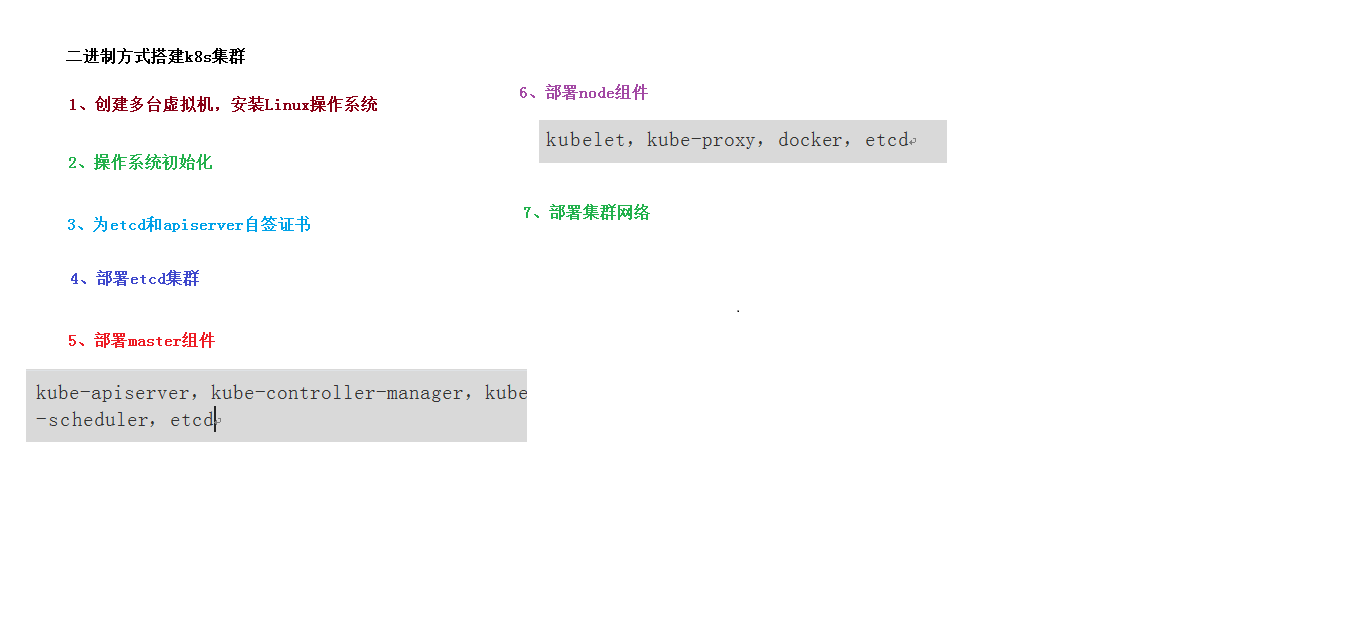 二进制方式搭建k8s集群
1、创建多台虚拟机，安装Linux操作系统
2、操作系统初始化
3、为etcd和apiserver自签证书
4、部署etcd集群
5、部署master组件
kube-apiserver，kube-controller-manager，kube
-scheduler，etcd
6、部署node组件
kubelet，kube-proxy，docker，etcd
7、部署集群网络